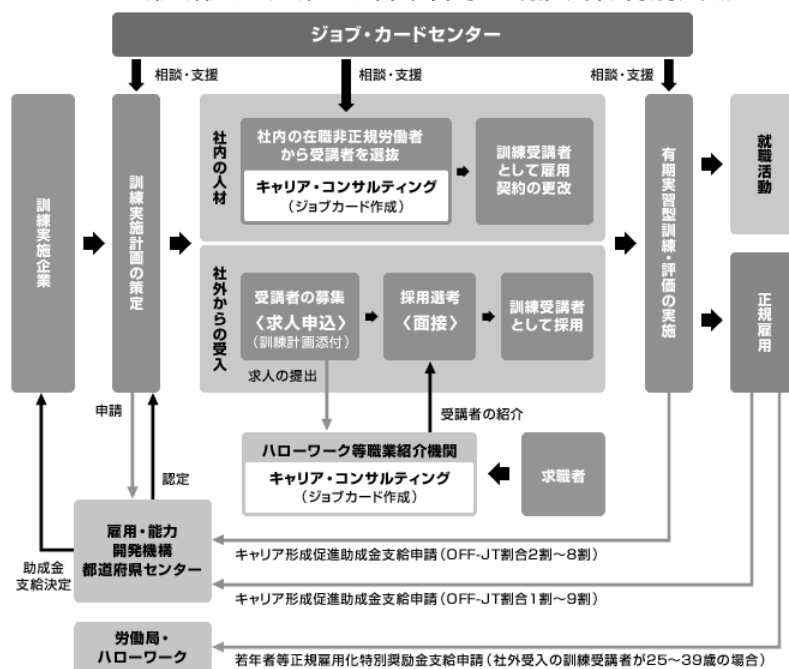 ジョブ・カードセンター
相談・支援
相談・支援
相談・支援
訓練実施企業
訓練実施計画の策定
社内の人材
社内の在職非正規労働者
から受講者を選抜
キャリア・コンサルティング
（ジョブカード作成）
訓練受講者
として雇用
契約の更改
社外からの受入
受講者の募集
〈求人申込〉
（訓練計画添付）
採用選考
〈面接〉
訓練受講者
として採用
有期実習型訓練・評価の実施
就職活動
正規雇用
求人の提出
受講者の紹介
申請
認定
ハローワーク等職業紹介機関
キャリア・コンサルティング
（ジョブカード作成）
求職者
雇用・能力
開発機構
都道府県センター
助成金
支給決定
キャリア形成促進助成金支給申請（OFF-JT割合2割～8割）
キャリア形成促進助成金支給申請（OFF-JT割合1割～9割）
労働局・
ハローワーク
若年者等正規雇用化特別奨励金支給申請（社外受入の訓練受講者が25～39歳の場合）